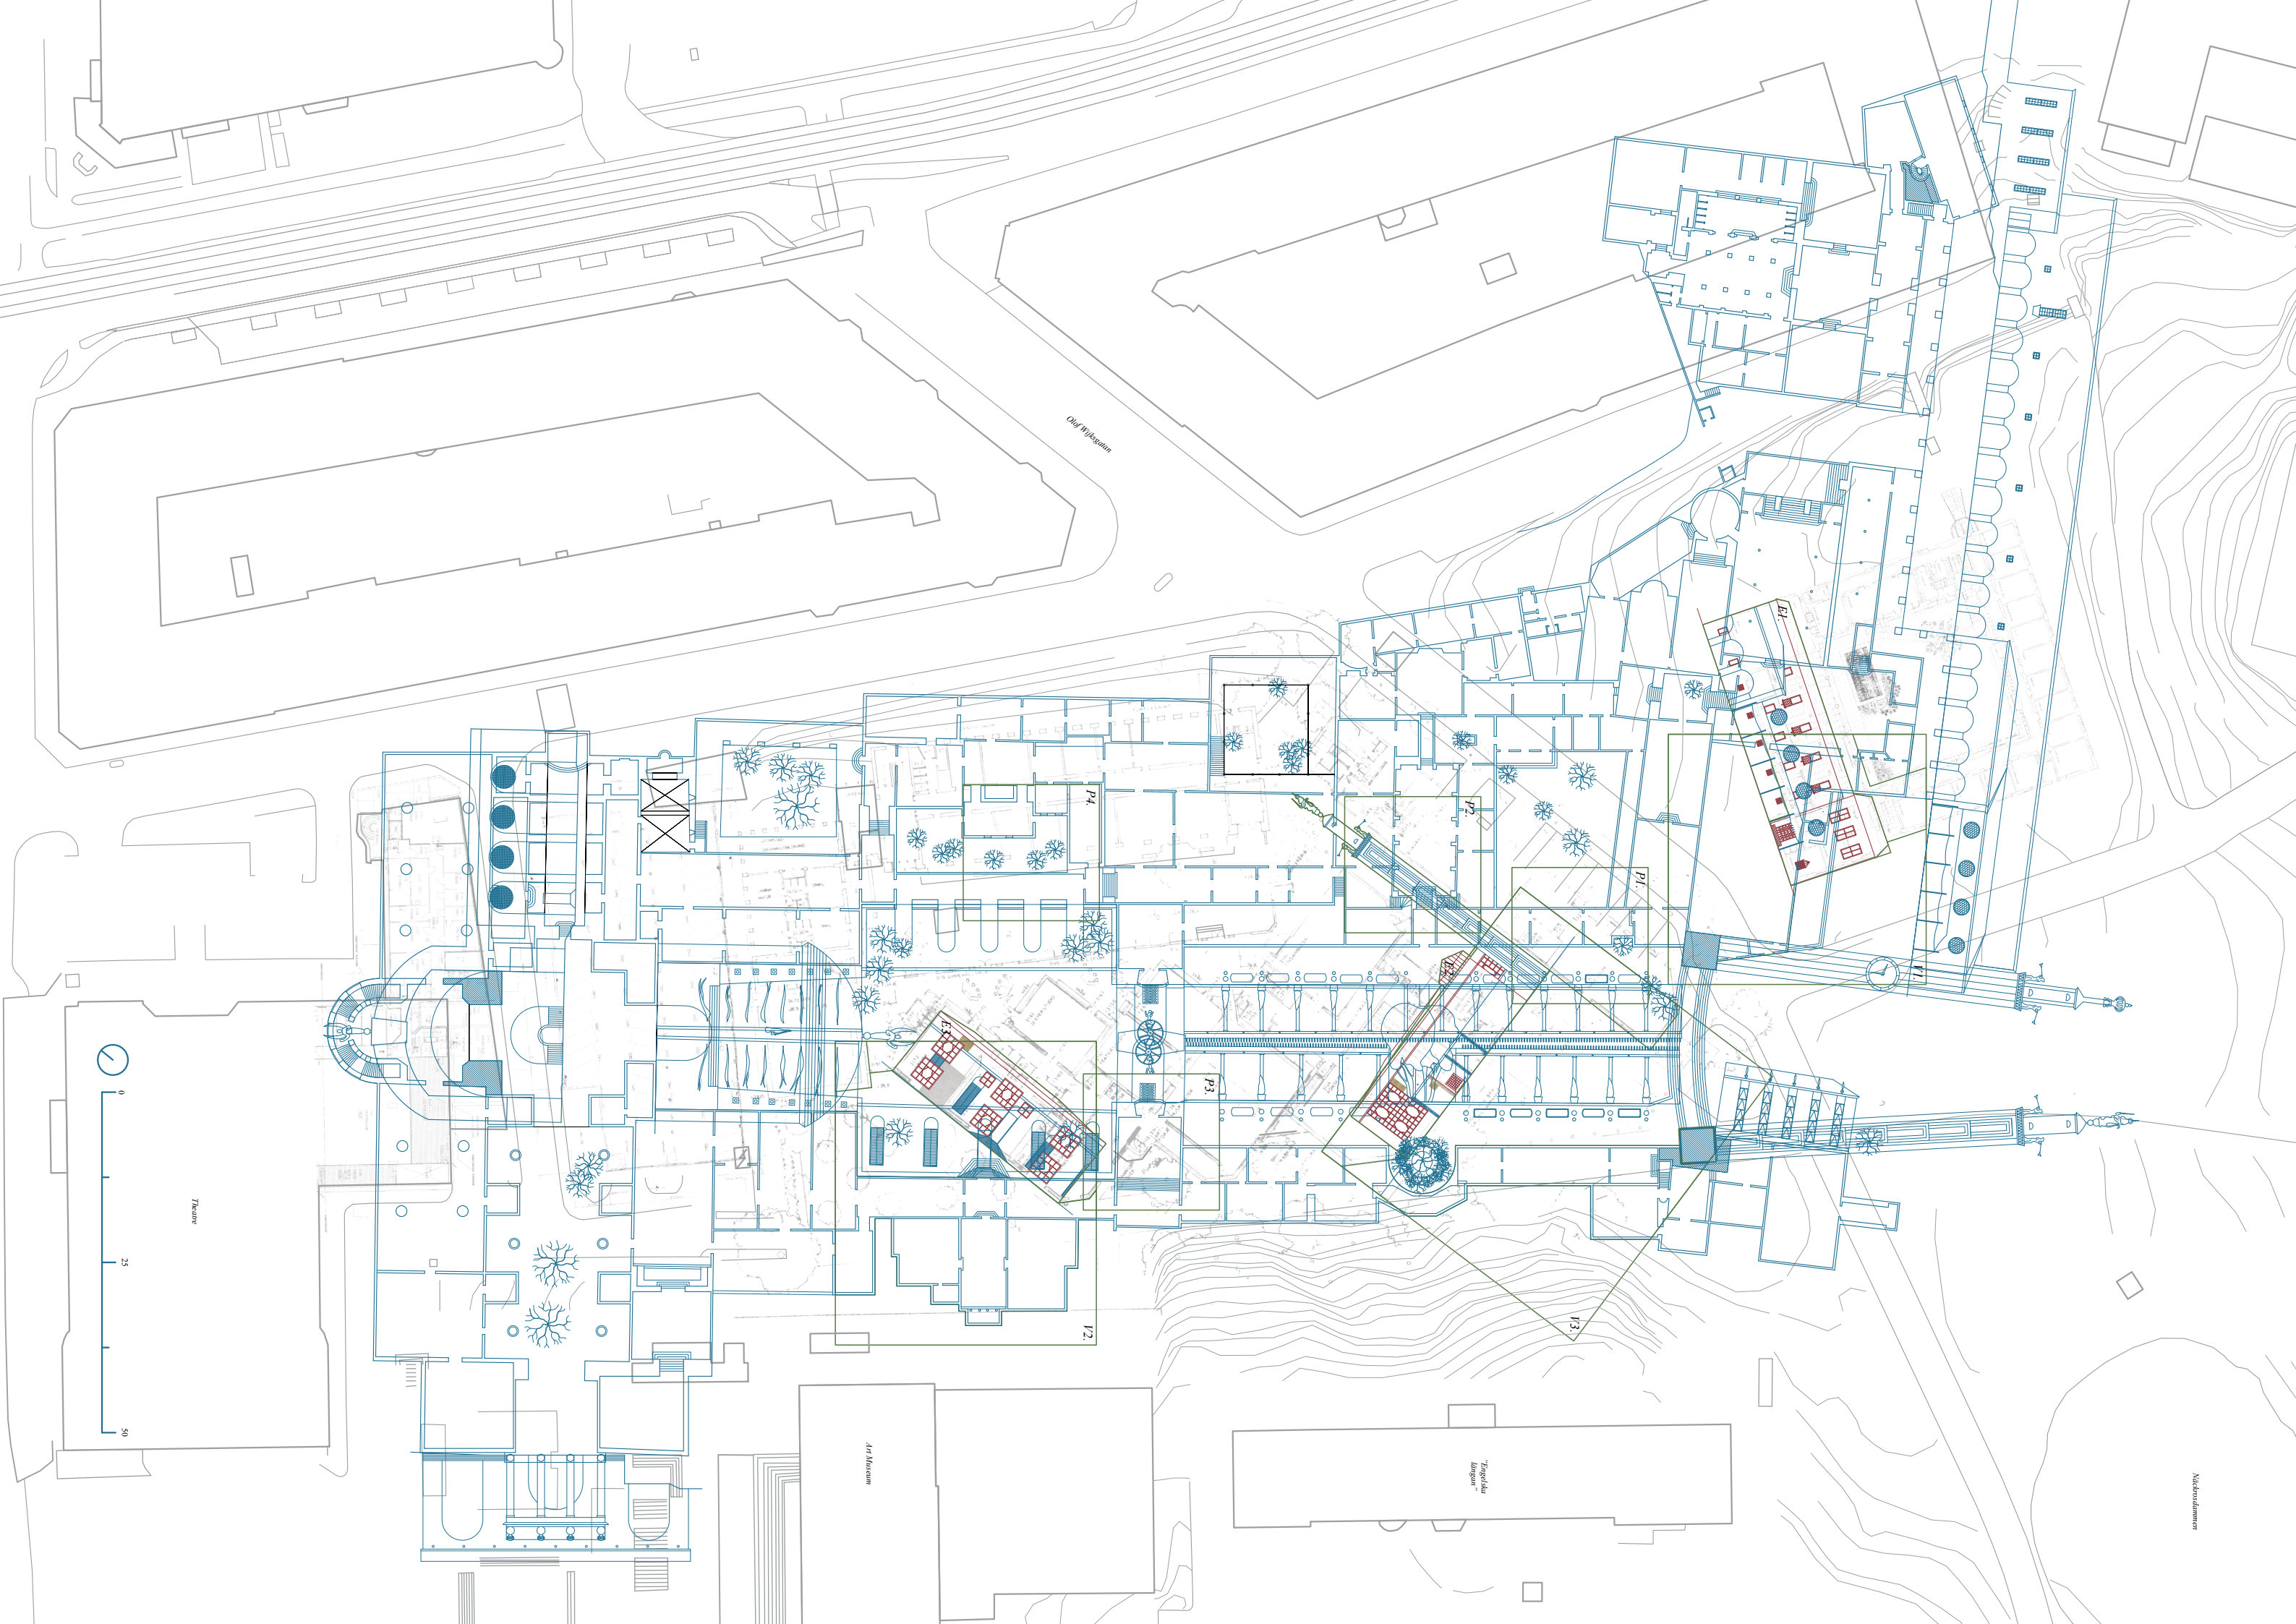 Olof Wijksgatan
E1.
P4.
P2.
P1.
E2.
V1.
E3.
P3.
0
25
50
Theatre
V3.
V2.
Art Museum
"Engelska
längan"
Näckrosdammen